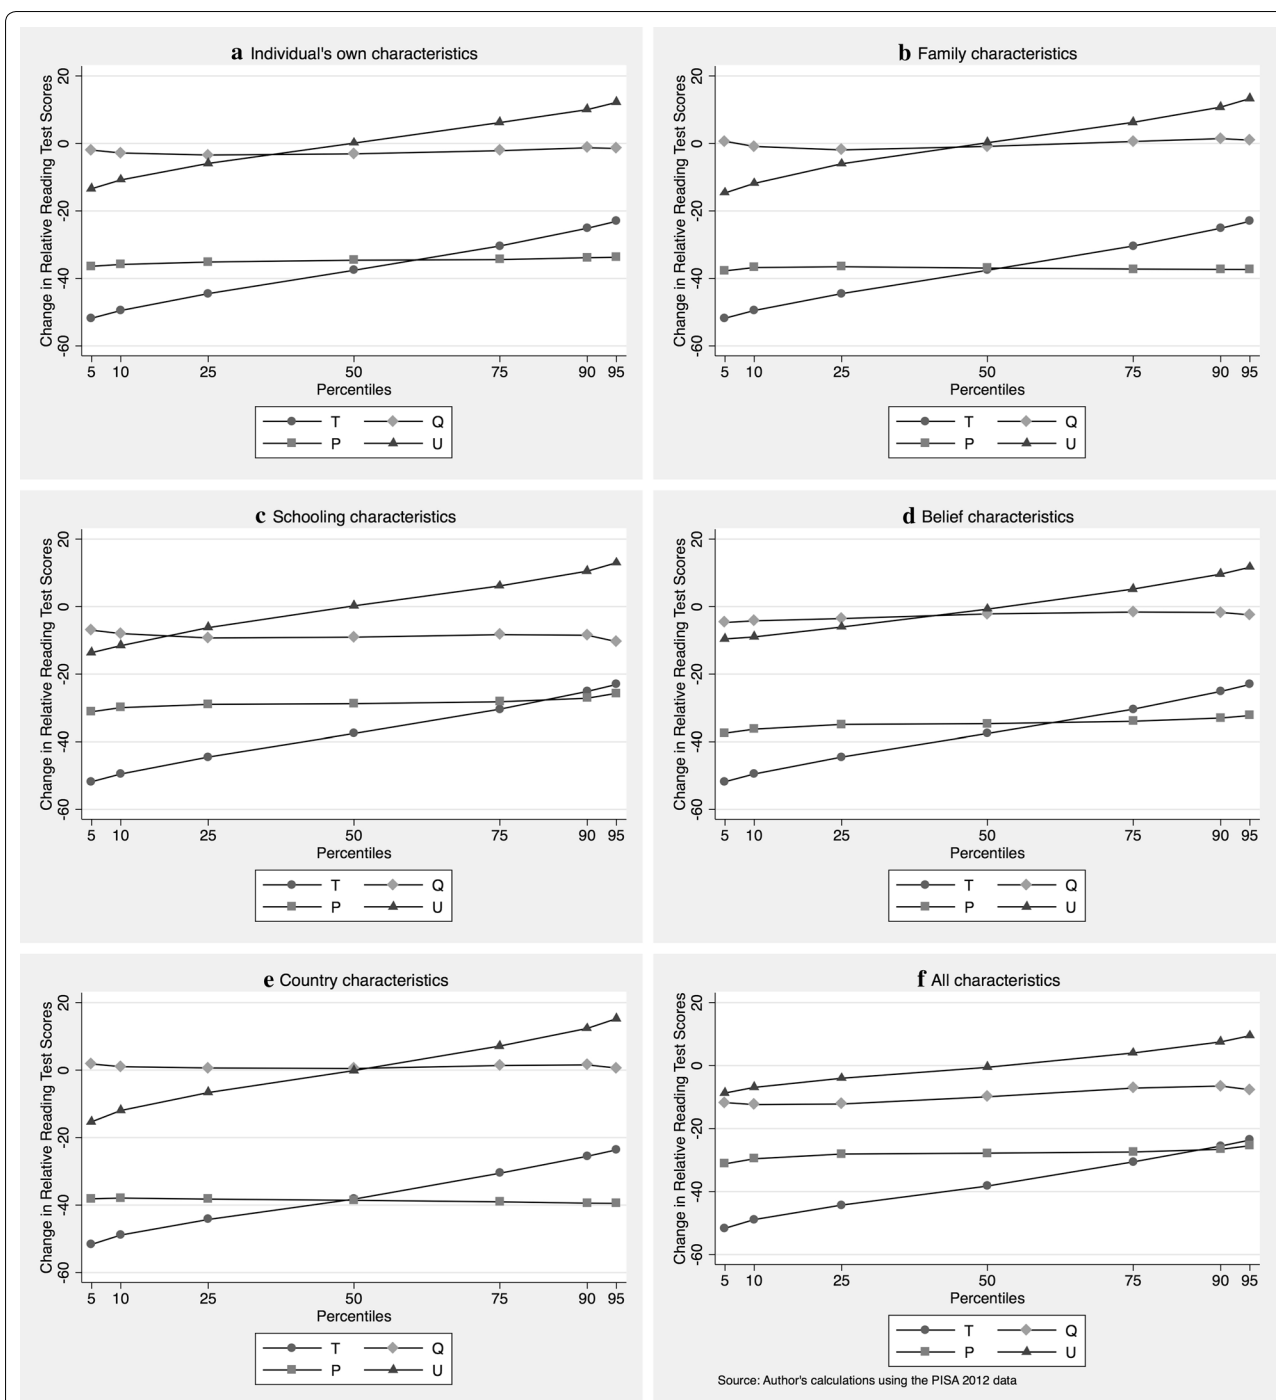 a Individual's own characteristics
Change in Relative Reading Test Scores
20
0
-20
-40
-60
5 10 25 50 75 90 95
Percentiles
T Q
P U
b Family characteristics
Change in Relative Reading Test Scores
20
0
-20
-40
-60
5 10 25 50 75 90 95
Percentiles
T Q
P U
c Schooling characteristics
Change in Relative Reading Test Scores
20
0
-20
-40
-60
5 10 25 50 75 90 95
Percentiles
T Q
P U
d Belief characteristics
Change in Relative Reading Test Scores
20
0
-20
-40
-60
5 10 25 50 75 90 95
Percentiles
T Q
P U
e Country characteristics
Change in Relative Reading Test Scores
20
0
-20
-40
-60
5 10 25 50 75 90 95
Percentiles
T Q
P U
f All characteristics
Change in Relative Reading Test Scores
20
0
-20
-40
-60
5 10 25 50 75 90 95
Percentiles
T Q
P U
Source: Author's calculations using the PISA 2012 data